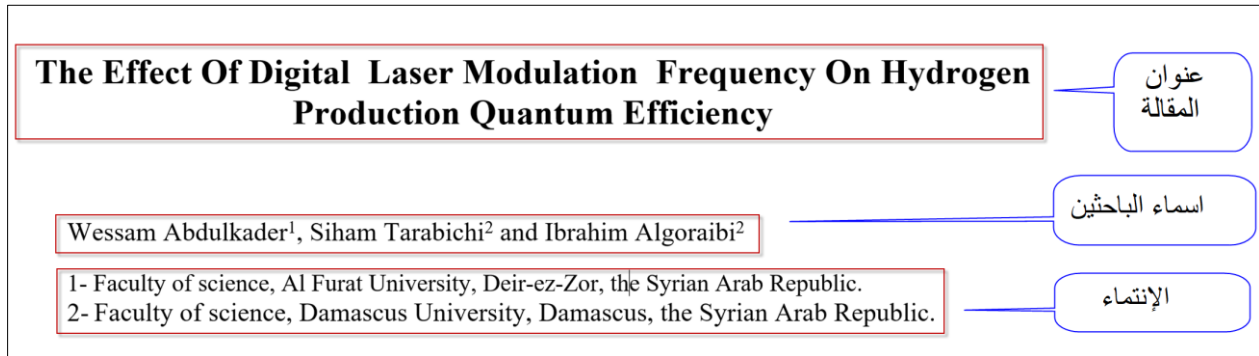 The Effect Of Digital Laser Modulation Frequency On Hydrogen
Production Quantum Efficiency
عنوان
المقالة
اسماء الباحثين
Wessam Abdulkader¹, Siham Tarabichi² and Ibrahim Algoraibi²
1- Faculty of science, Al Furat University, Deir-ez-Zor, the Syrian Arab Republic.
2- Faculty of science, Damascus University, Damascus, the Syrian Arab Republic.
الإنتماء